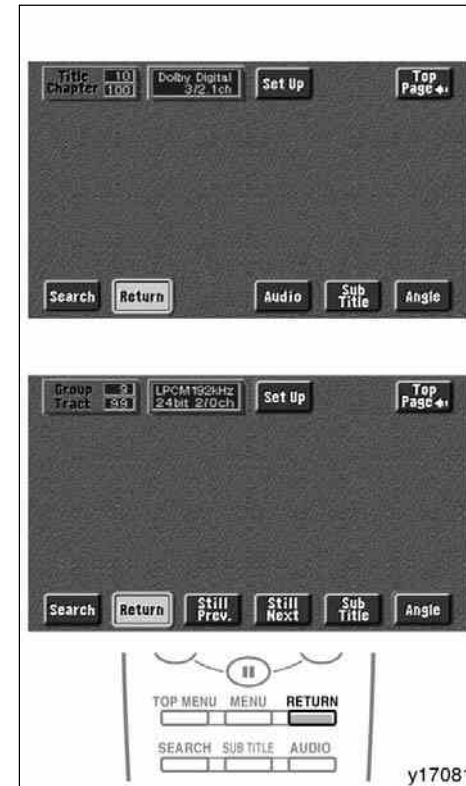 Title 10
Chapter 100
Dolby Digital
3/2.1ch
Set Up
Top
Page
Search
Return
Audio
Sub
Title
Angle
Group 9
Tract 99
LPCM192kHz
24bit 2/0ch
Set Up
Top
Page
Search
Return
Still
Prev.
Still
Next
Sub
Title
Angle
TOP MENU MENU RETURN
SEARCH SUB TITLE AUDIO
y17081